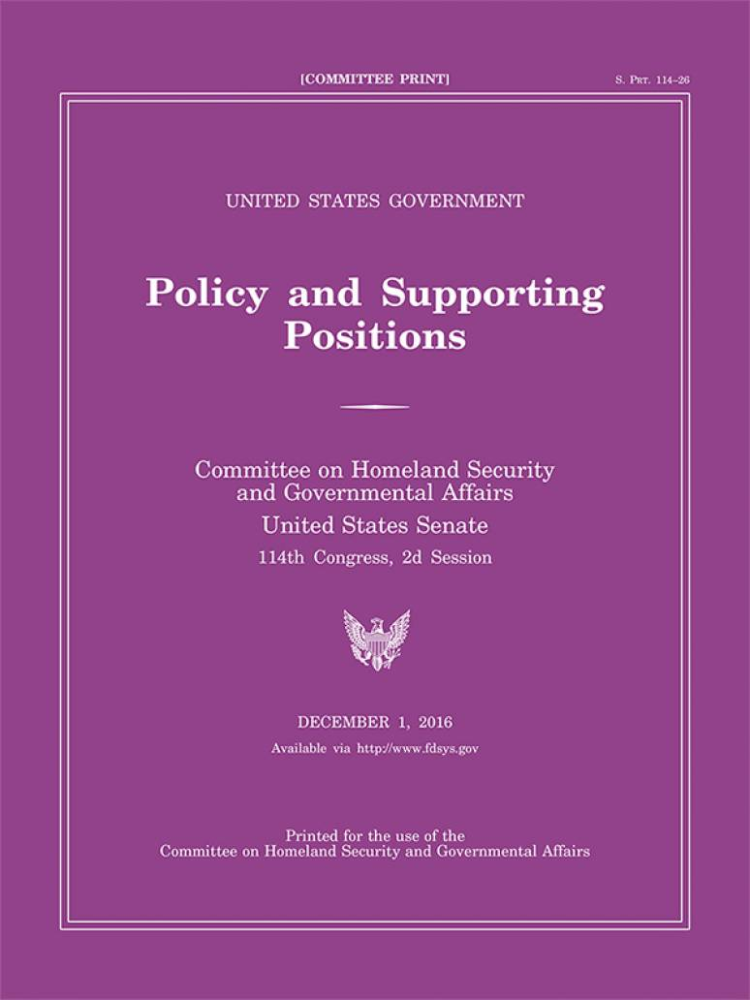 [COMMITTEE PRINT]
S. PRT. 114–26
UNITED STATES GOVERNMENT
Policy and Supporting
Positions
Committee on Homeland Security
and Governmental Affairs
United States Senate
114th Congress, 2d Session
DECEMBER 1, 2016
Available via http://www.fdsys.gov
Printed for the use of the
Committee on Homeland Security and Governmental Affairs